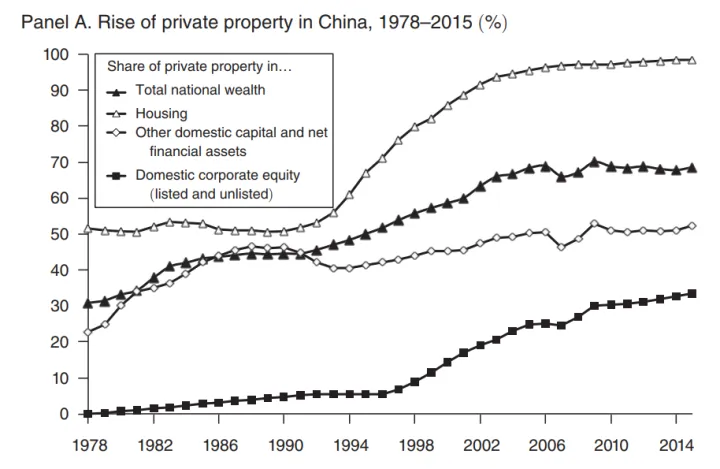 Panel A. Rise of private property in China, 1978–2015 (%)
100
90
80
70
60
50
40
30
20
10
0
Share of private property in…
Total national wealth
Housing
Other domestic capital and net
financial assets
Domestic corporate equity
(listed and unlisted)
1978 1982 1986 1990 1994 1998 2002 2006 2010 2014